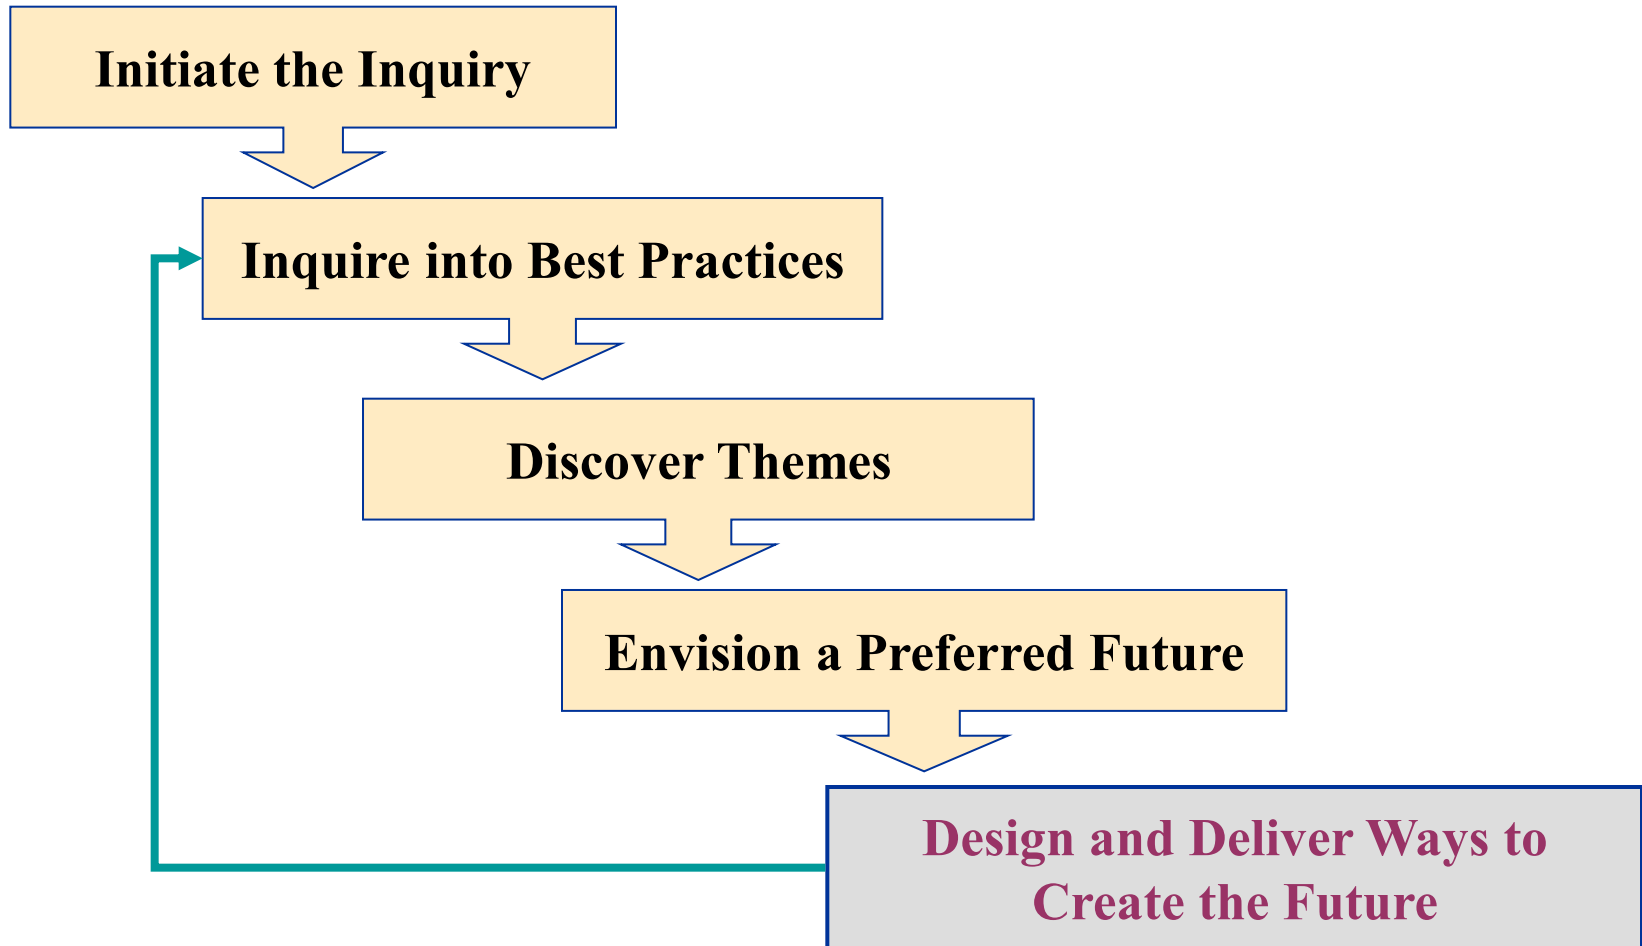 Initiate the Inquiry
Inquire into Best Practices
Discover Themes
Envision a Preferred Future
Design and Deliver Ways to
Create the Future